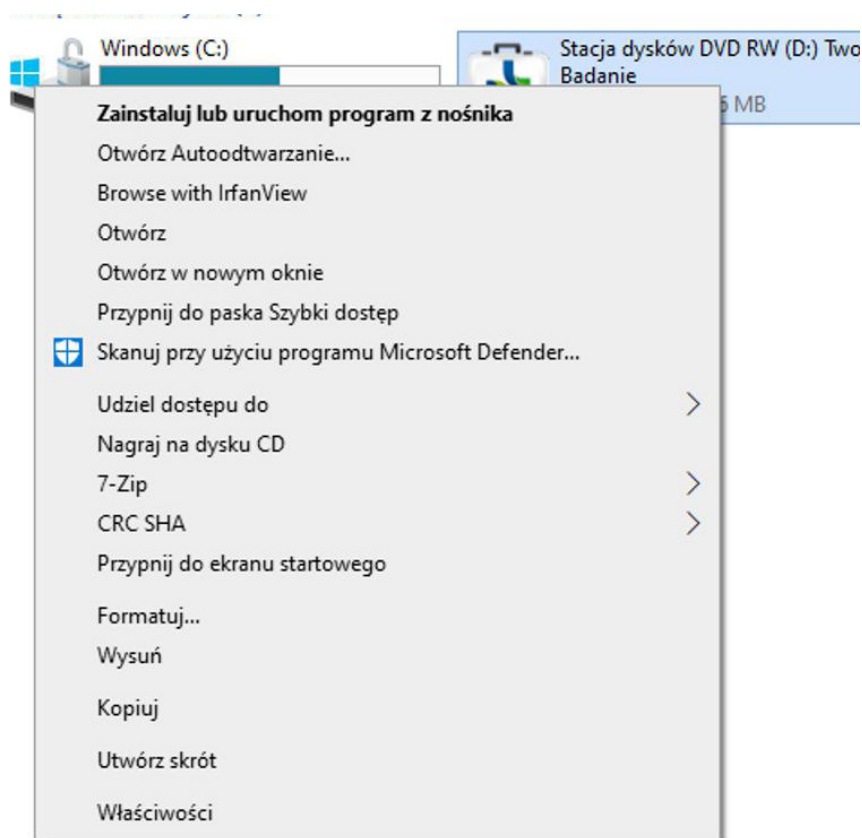 Windows (C:)
Stacja dysków DVD RW (D:) Two
Badanie
MB
Zainstaluj lub uruchom program z nośnika
Otwórz Autoodtwarzanie...
Browse with IrfanView
Otwórz
Otwórz w nowym oknie
Przypnij do paska Szybki dostęp
Skanuj przy użyciu programu Microsoft Defender...
Udziel dostępu do
Nagraj na dysku CD
7-Zip
CRC SHA
Przypnij do ekranu startowego
Formatuj...
Wysuń
Kopiuj
Utwórz skrót
Właściwości